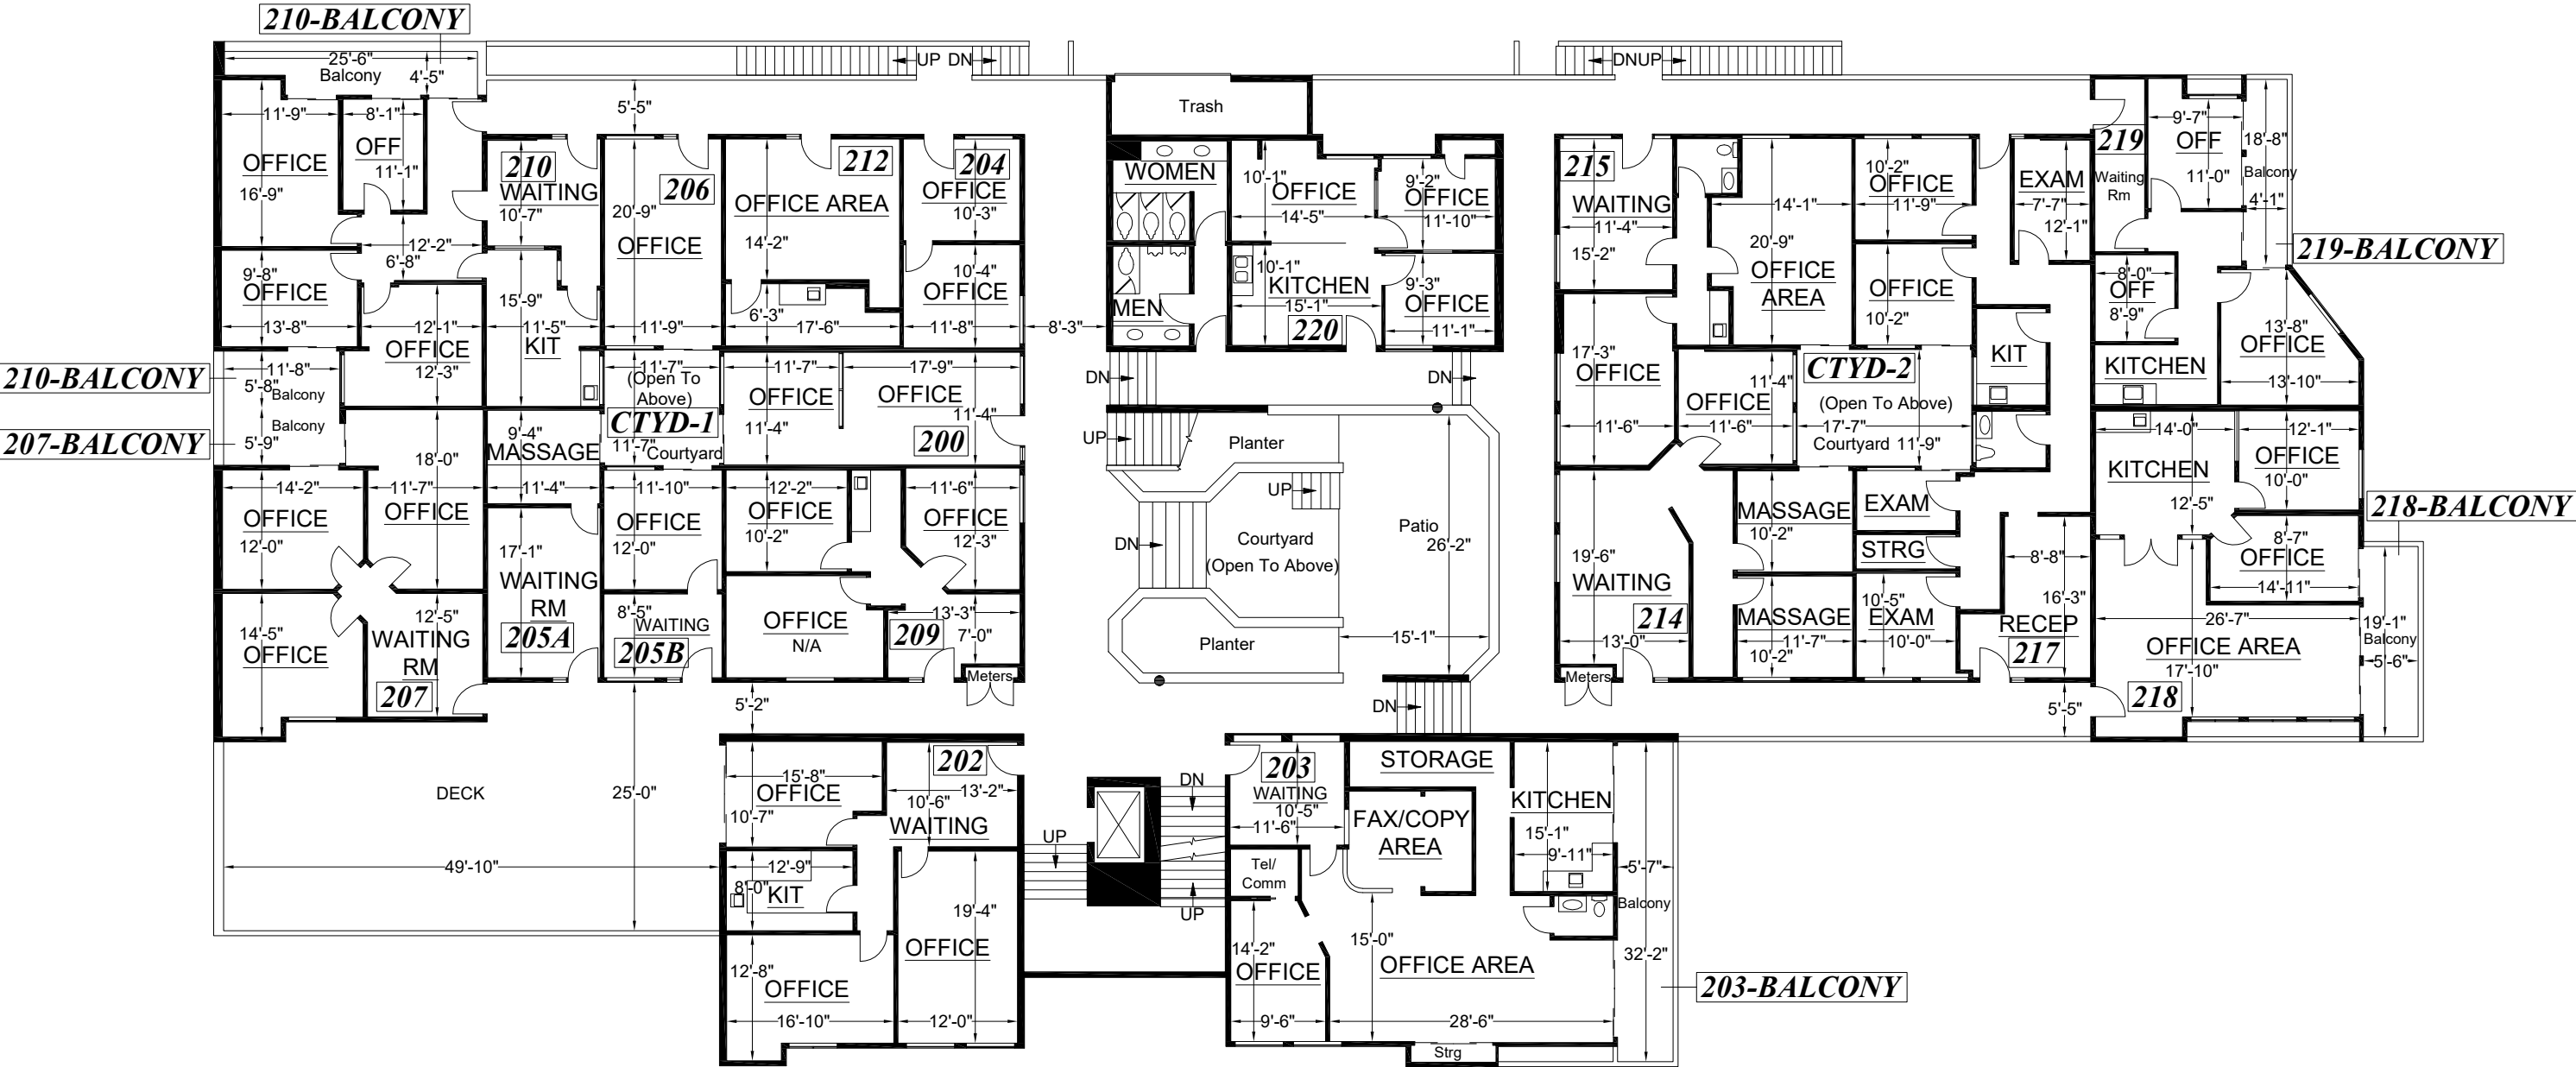 210-BALCONY
25'-6"
Balcony
4'-5"
11'-9"
OFFICE
16'-9"
8'-1"
OFF
11'-1"
12'-2"
6'-8"
9'-8"
OFFICE
13'-8"
12'-1"
OFFICE
12'-3"
210
WAITING
10'-7"
15'-9"
11'-5"
KIT
5'-5"
UP
DN
206
20'-9"
OFFICE
11'-9"
212
OFFICE AREA
14'-2"
6'-3"
17'-6"
204
OFFICE
10'-3"
10'-4"
OFFICE
11'-8"
8'-3"
210-BALCONY
11'-8"
5'-8"
Balcony
207-BALCONY
Balcony
5'-9"
18'-0"
11'-7"
OFFICE
14'-2"
OFFICE
12'-0"
14'-5"
OFFICE
12'-5"
WAITING
RM
207
9'-4"
MASSAGE
11'-4"
17'-1"
WAITING
RM
205A
11'-7"
(Open To
Above)
CTYD-1
11'-7"
Courtyard
11'-7"
OFFICE
11'-4"
17'-9"
OFFICE
11'-4"
200
11'-10"
OFFICE
12'-0"
8'-5"
WAITING
205B
12'-2"
OFFICE
10'-2"
OFFICE
N/A
11'-6"
OFFICE
12'-3"
13'-3"
209
7'-0"
Meters
5'-2"
DECK
25'-0"
49'-10"
202
15'-8"
OFFICE
10'-7"
13'-2"
10'-6"
WAITING
12'-9"
8'-0"
KIT
19'-4"
OFFICE
12'-0"
12'-8"
OFFICE
16'-10"
Trash
WOMEN
MEN
10'-1"
OFFICE
14'-5"
9'-2"
OFFICE
11'-10"
10'-1"
KITCHEN
15'-1"
220
9'-3"
OFFICE
11'-1"
DN
DN
UP
Planter
UP
DN
Courtyard
(Open To Above)
Planter
Patio
26'-2"
15'-1"
DN
UP
DN
UP
203
WAITING
10'-5"
11'-6"
STORAGE
FAX/COPY
AREA
KITCHEN
15'-1"
9'-11"
Tel/
Comm
14'-2"
OFFICE
9'-6"
15'-0"
OFFICE AREA
28'-6"
Strg
5'-7"
Balcony
32'-2"
203-BALCONY
DN
UP
215
WAITING
11'-4"
15'-2"
14'-1"
20'-9"
OFFICE
AREA
10'-2"
OFFICE
11'-9"
OFFICE
10'-2"
EXAM
7'-7"
12'-1"
KIT
17'-3"
OFFICE
11'-6"
11'-4"
OFFICE
11'-6"
CTYD-2
(Open To Above)
17'-7"
Courtyard
11'-9"
19'-6"
WAITING
214
13'-0"
Meters
MASSAGE
10'-2"
MASSAGE
11'-7"
10'-2"
EXAM
STRG
10'-5"
EXAM
10'-0"
8'-8"
16'-3"
RECEP
217
5'-5"
219
Waiting
Rm
9'-7"
OFF
11'-0"
18'-8"
Balcony
4'-1"
219-BALCONY
8'-0"
OFF
8'-9"
KITCHEN
13'-8"
OFFICE
13'-10"
14'-0"
KITCHEN
12'-5"
12'-1"
OFFICE
10'-0"
8'-7"
OFFICE
14'-11"
218-BALCONY
26'-7"
OFFICE AREA
17'-10"
218
19'-1"
Balcony
5'-6"